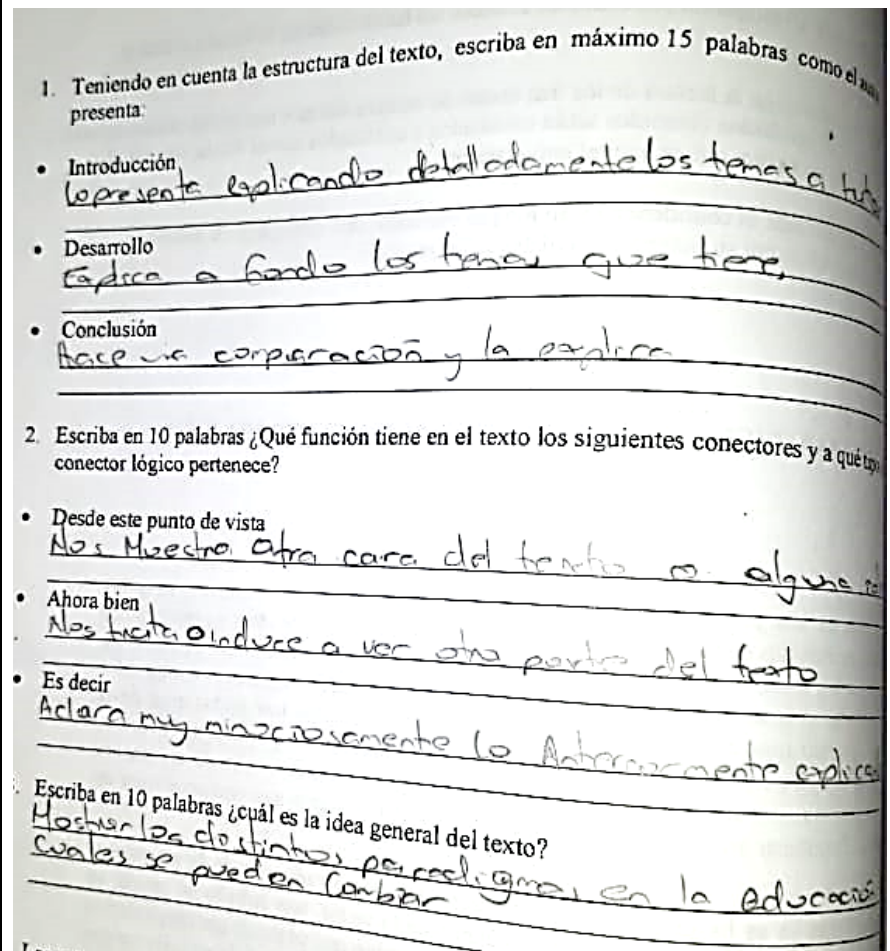 1. Teniendo en cuenta la estructura del texto, escriba en máximo 15 palabras como el
presenta:
• Introducción
lo presenta explicando detalladamente los temas a
• Desarrollo
Explica a fondo los temas que tiene,
• Conclusión
hace una comparación y la explica
2. Escriba en 10 palabras ¿Qué función tiene en el texto los siguientes conectores y a qué tipo
conector lógico pertenece?
• Desde este punto de vista
Nos Muestra otra cara del texto o alguna
• Ahora bien
Nos incita o induce a ver otra parte del texto
• Es decir
Aclara muy minociosamente lo Anteriormente explica
. Escriba en 10 palabras ¿cuál es la idea general del texto?
Mostrar los distintos paradigmas en la educació
Cuales se pueden Cambiar